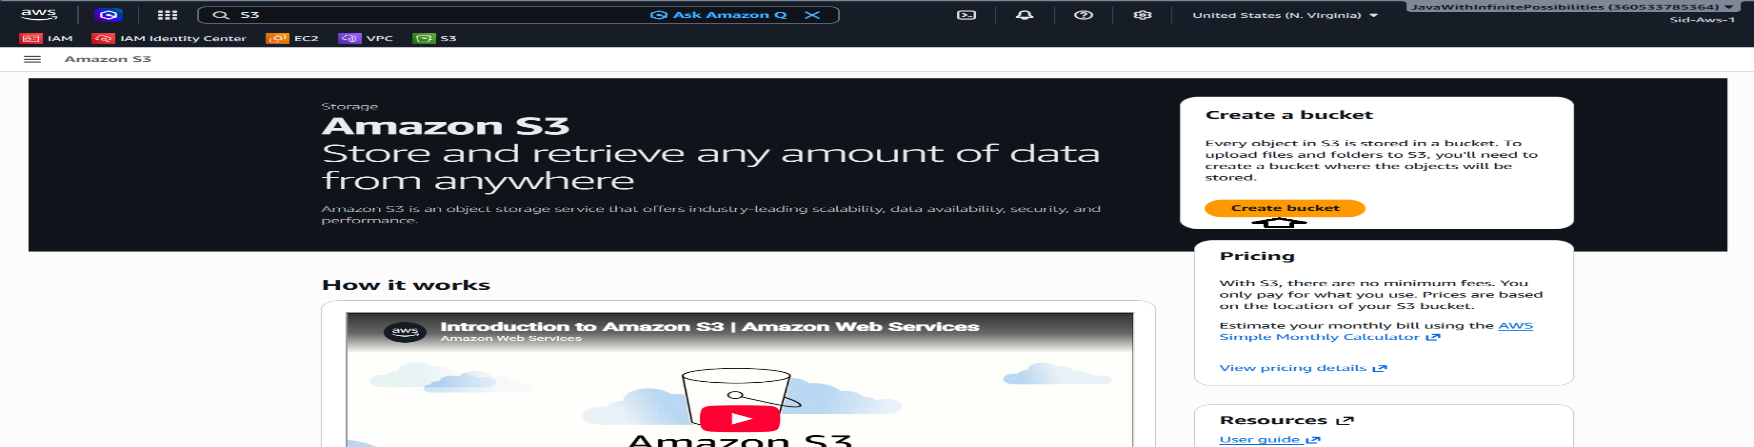 aws
S3
Ask Amazon Q
United States (N. Virginia)
JavaWithInfinitePossibilities (360533785364)
Sid-Aws-1
IAM
IAM Identity Center
EC2
VPC
S3
Amazon S3
Storage
Amazon S3
Store and retrieve any amount of data
from anywhere
Amazon S3 is an object storage service that offers industry-leading scalability, data availability, security, and
performance.
Create a bucket
Every object in S3 is stored in a bucket. To
upload files and folders to S3, you'll need to
create a bucket where the objects will be
stored.
Create bucket
Pricing
With S3, there are no minimum fees. You
only pay for what you use. Prices are based
on the location of your S3 bucket.
Estimate your monthly bill using the AWS
Simple Monthly Calculator
View pricing details
Resources
User guide
How it works
aws
Introduction to Amazon S3 | Amazon Web Services
Amazon Web Services
Amazon S3